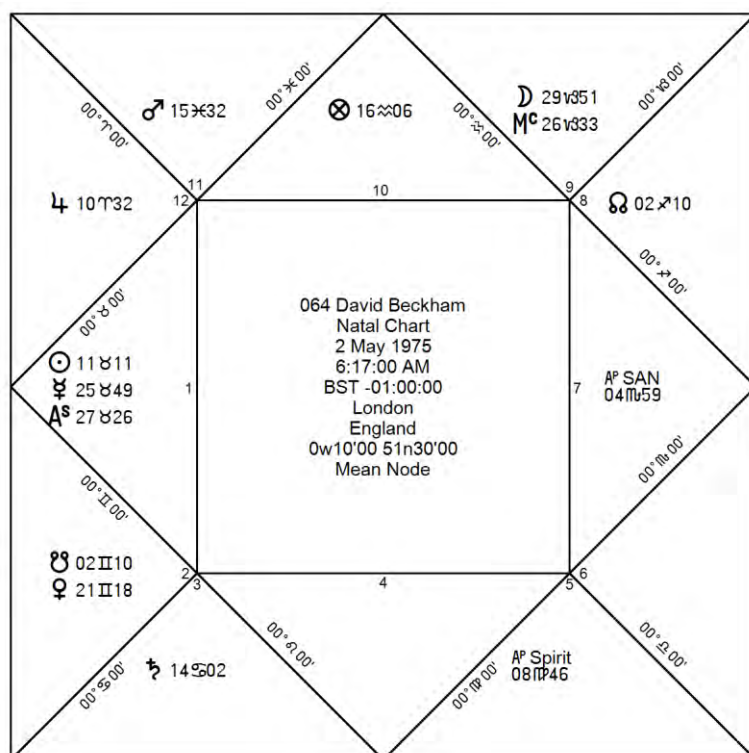 ♂ 15♓32
00°♓00'
⊗ 16♒06
00°♒00'
☽ 29♑51
Mc 26♑33
00°♑00'
00°♈00'
♃ 10♈32
12
11
10
9
8
☊ 02♐10
00°♐00'
00°♉00'
☉ 11♉11
☿ 25♉49
As 27♉26
1
064 David Beckham
Natal Chart
2 May 1975
6:17:00 AM
BST -01:00:00
London
England
0w10'00 51n30'00
Mean Node
7
AP SAN
04♏59
00°♏00'
00°♊00'
☋ 02♊10
♀ 21♊18
2
3
4
5
6
♄ 14♋02
00°♋00'
00°♌00'
00°♍00'
AP Spirit
08♍46
00°♎00'